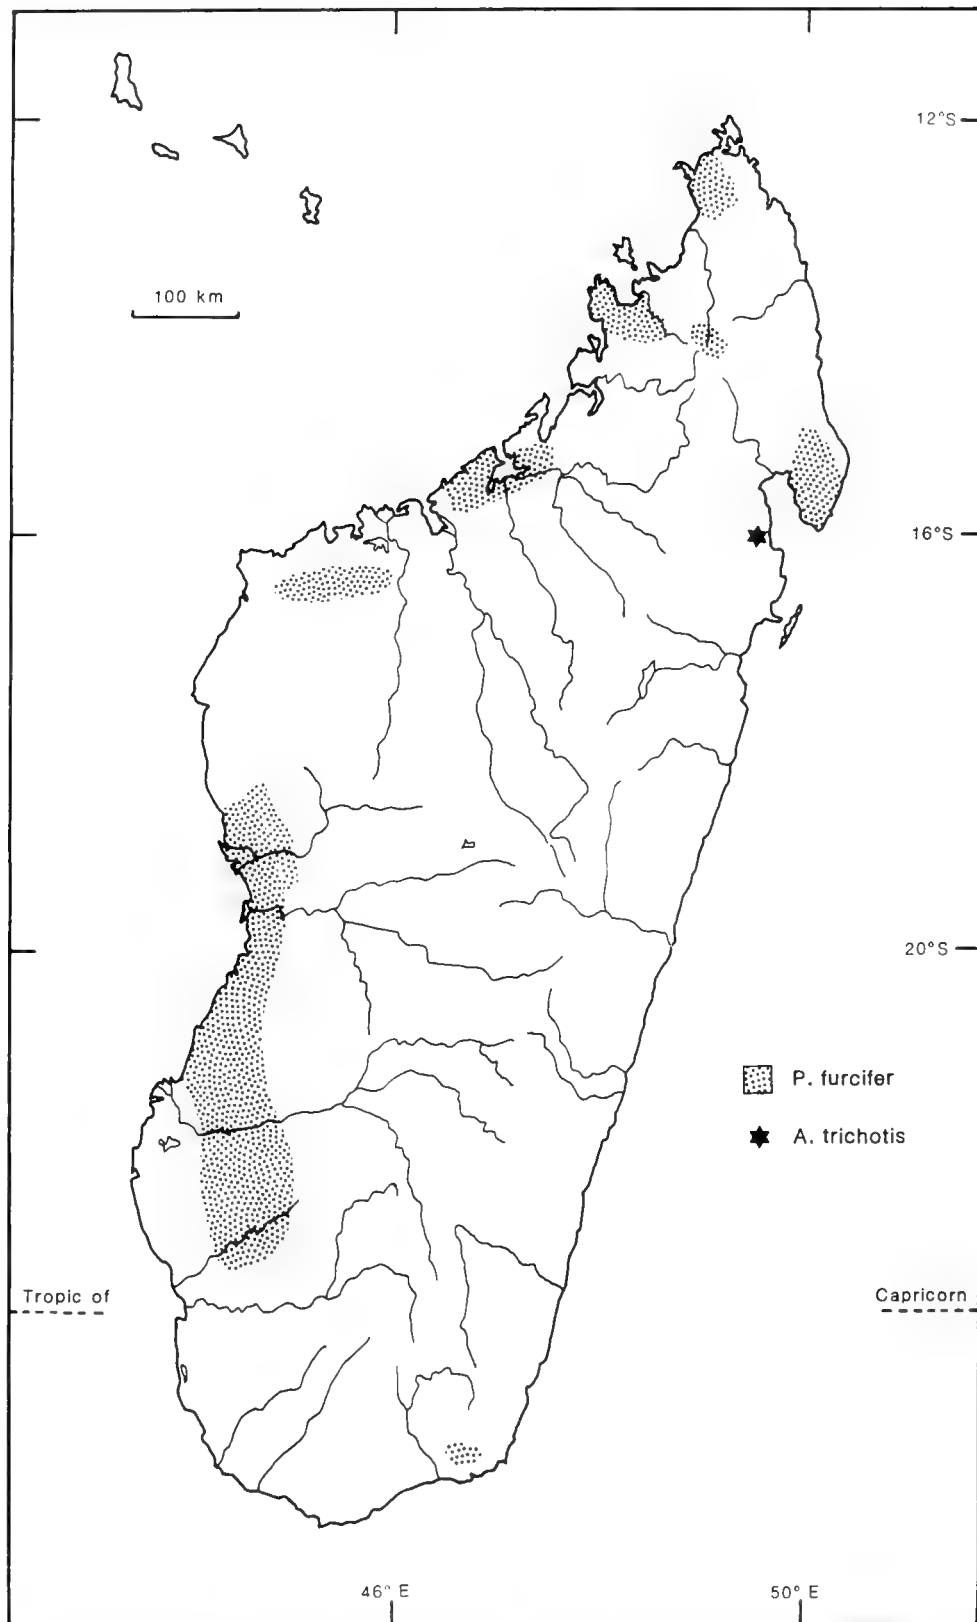 12°S
100 km
16°S
20°S
P. furcifer
A. trichotis
Tropic of
Capricorn
46° E
50° E